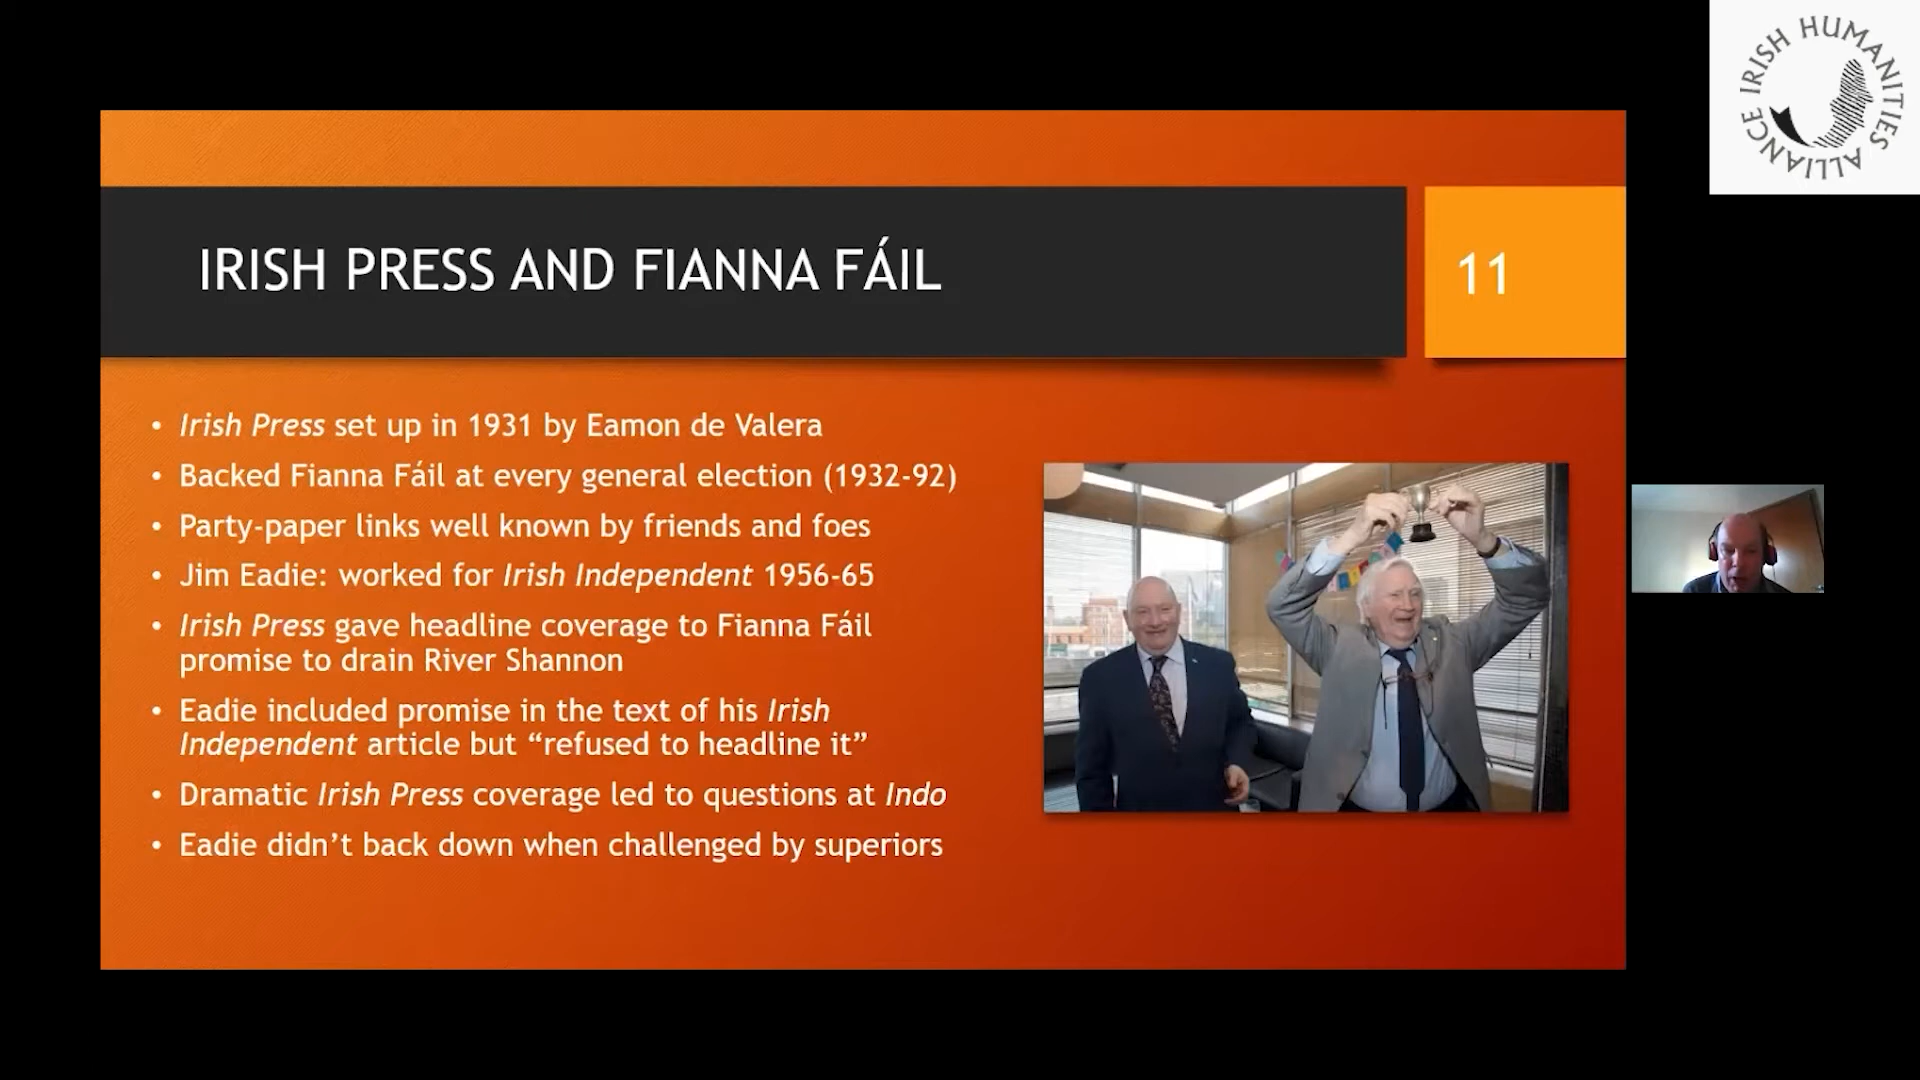 IRISH HUMANITIES ALLIANCE
IRISH PRESS AND FIANNA FÁIL
11
• Irish Press set up in 1931 by Eamon de Valera
• Backed Fianna Fáil at every general election (1932-92)
• Party-paper links well known by friends and foes
• Jim Eadie: worked for Irish Independent 1956-65
• Irish Press gave headline coverage to Fianna Fáil
promise to drain River Shannon
• Eadie included promise in the text of his Irish
Independent article but “refused to headline it”
• Dramatic Irish Press coverage led to questions at Indo
• Eadie didn’t back down when challenged by superiors